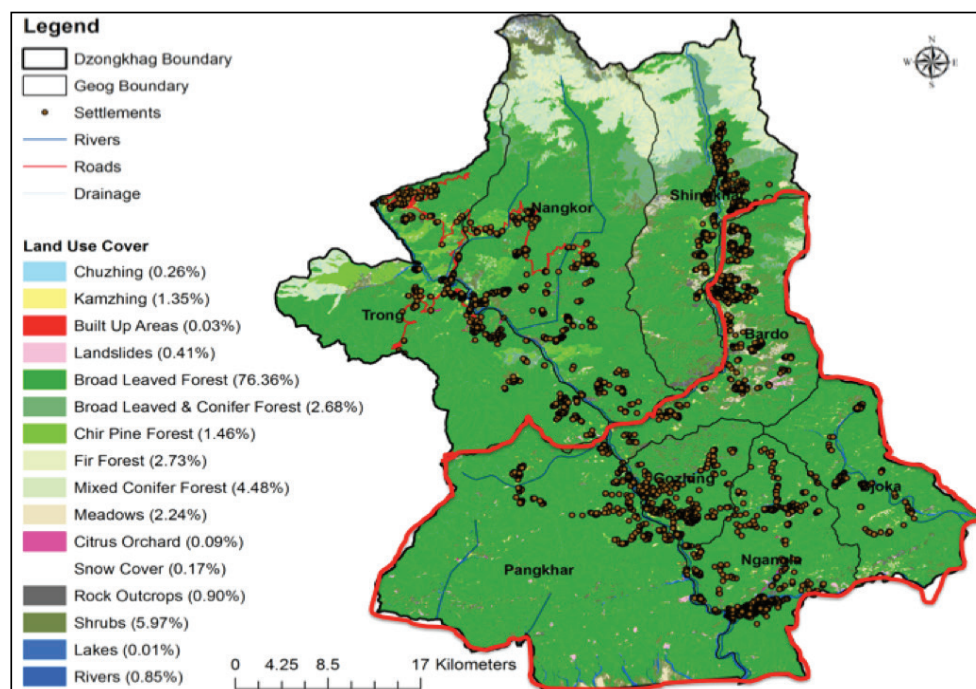 Legend
Dzongkhag Boundary
Geog Boundary
Settlements
Rivers
Roads
Drainage
Land Use Cover
Chuzhing (0.26%)
Kamzhing (1.35%)
Built Up Areas (0.03%)
Landslides (0.41%)
Broad Leaved Forest (76.36%)
Broad Leaved & Conifer Forest (2.68%)
Chir Pine Forest (1.46%)
Fir Forest (2.73%)
Mixed Conifer Forest (4.48%)
Meadows (2.24%)
Citrus Orchard (0.09%)
Snow Cover (0.17%)
Rock Outcrops (0.90%)
Shrubs (5.97%)
Lakes (0.01%)
Rivers (0.85%)
0 4.25 8.5 17 Kilometers
N
W E
S
Nangkor
Trong
Bardo
Goshing
Pangkhar
Ngangla